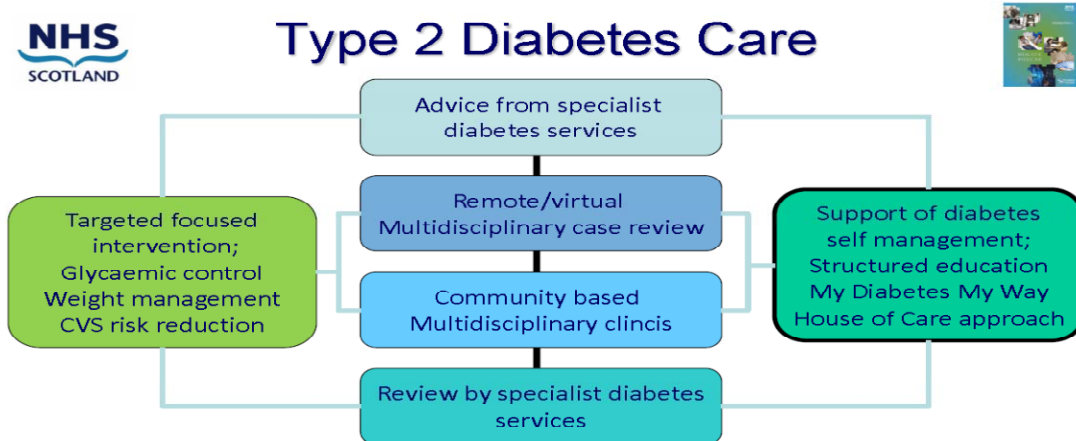 NHS
SCOTLAND
Type 2 Diabetes Care
Advice from specialist
diabetes services
Targeted focused
intervention;
Glycaemic control
Weight management
CVS risk reduction
Remote/virtual
Multidisciplinary case review
Community based
Multidisciplinary clincis
Support of diabetes
self management;
Structured education
My Diabetes My Way
House of Care approach
Review by specialist diabetes
services